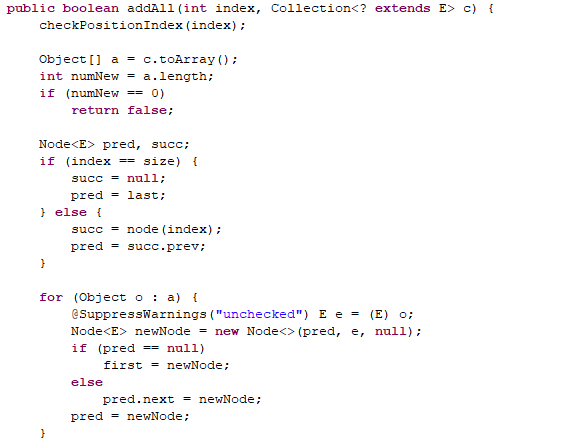 public boolean addAll(int index, Collection<? extends E> c) {
    checkPositionIndex(index);

    Object[] a = c.toArray();
    int numNew = a.length;
    if (numNew == 0)
        return false;

    Node<E> pred, succ;
    if (index == size) {
        succ = null;
        pred = last;
    } else {
        succ = node(index);
        pred = succ.prev;
    }

    for (Object o : a) {
        @SuppressWarnings("unchecked") E e = (E) o;
        Node<E> newNode = new Node<>(pred, e, null);
        if (pred == null)
            first = newNode;
        else
            pred.next = newNode;
        pred = newNode;
    }